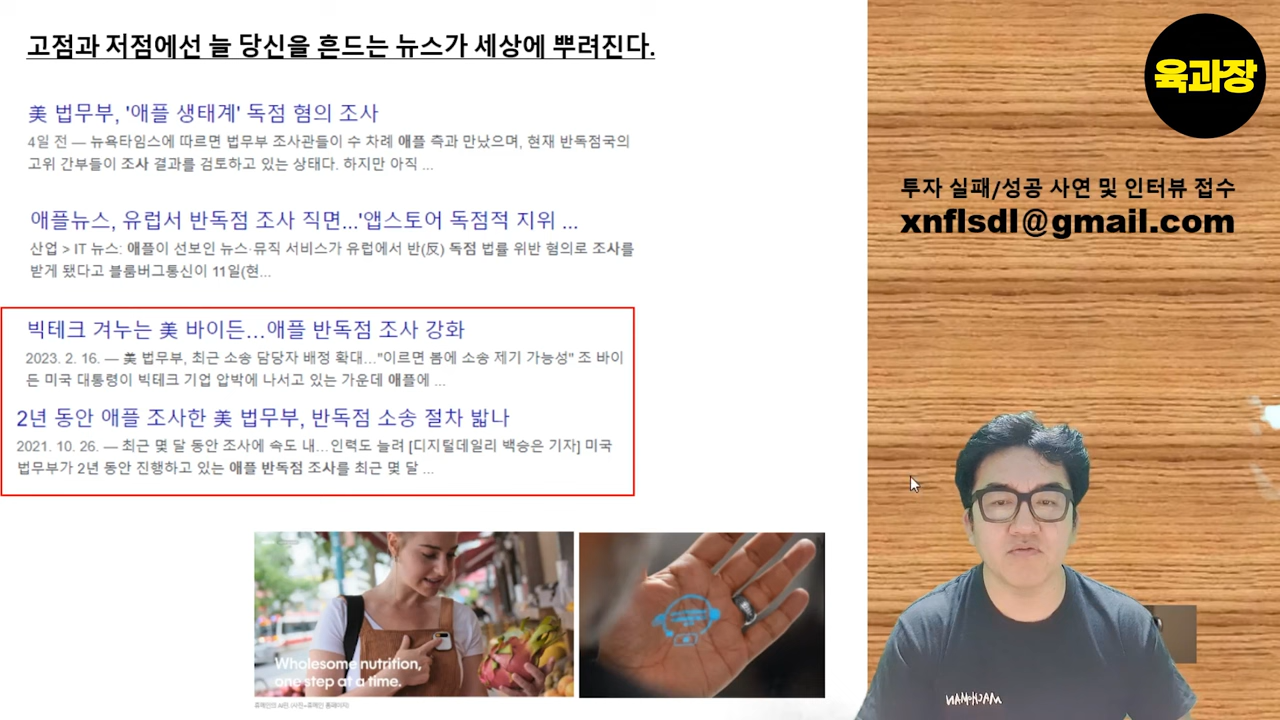 고점과 저점에선 늘 당신을 흔드는 뉴스가 세상에 뿌려진다.
육과장
美 법무부, '애플 생태계' 독점 혐의 조사
4일 전 — 뉴욕타임스에 따르면 법무부 조사관들이 수 차례 애플 측과 만났으며, 현재 반독점국의
고위 간부들이 조사 결과를 검토하고 있는 상태다. 하지만 아직 ...
투자 실패/성공 사연 및 인터뷰 접수
xnflsdl@gmail.com
애플뉴스, 유럽서 반독점 조사 직면...'앱스토어 독점적 지위 ...
산업 > IT 뉴스: 애플이 선보인 뉴스·뮤직 서비스가 유럽에서 반(反) 독점 법률 위반 혐의로 조사를
받게 됐다고 블룸버그통신이 11일(현...
빅테크 겨누는 美 바이든…애플 반독점 조사 강화
2023. 2. 16. — 美 법무부, 최근 소송 담당자 배정 확대…"이르면 봄에 소송 제기 가능성" 조 바이
든 미국 대통령이 빅테크 기업 압박에 나서고 있는 가운데 애플에 ...
2년 동안 애플 조사한 美 법무부, 반독점 소송 절차 밟나
2021. 10. 26. — 최근 몇 달 동안 조사에 속도 내…인력도 늘려 [디지털데일리 백승은 기자] 미국
법무부가 2년 동안 진행하고 있는 애플 반독점 조사를 최근 몇 달 ...
Wholesome nutrition,
one step at a time.